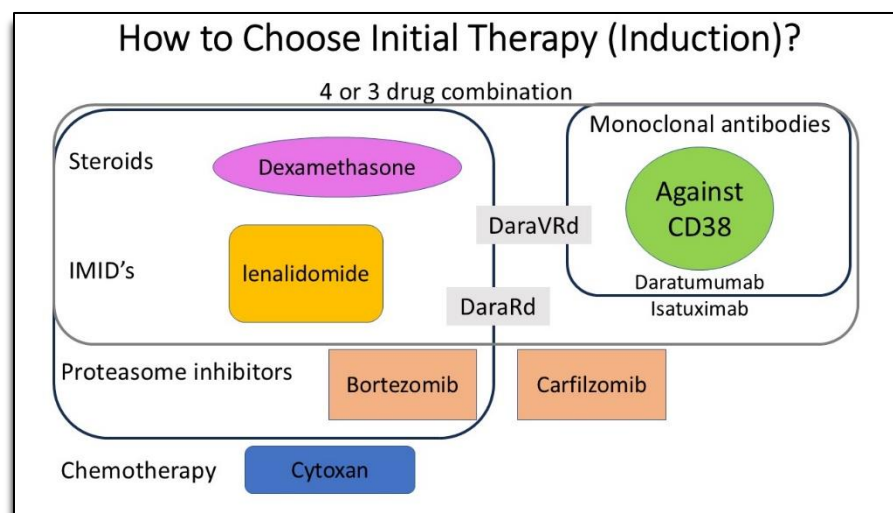 How to Choose Initial Therapy (Induction)?
4 or 3 drug combination
Monoclonal antibodies
Steroids
Dexamethasone
Against
CD38
DaraVRd
IMID's
lenalidomide
Daratumumab
Isatuximab
DaraRd
Proteasome inhibitors
Bortezomib
Carfilzomib
Chemotherapy
Cytoxan